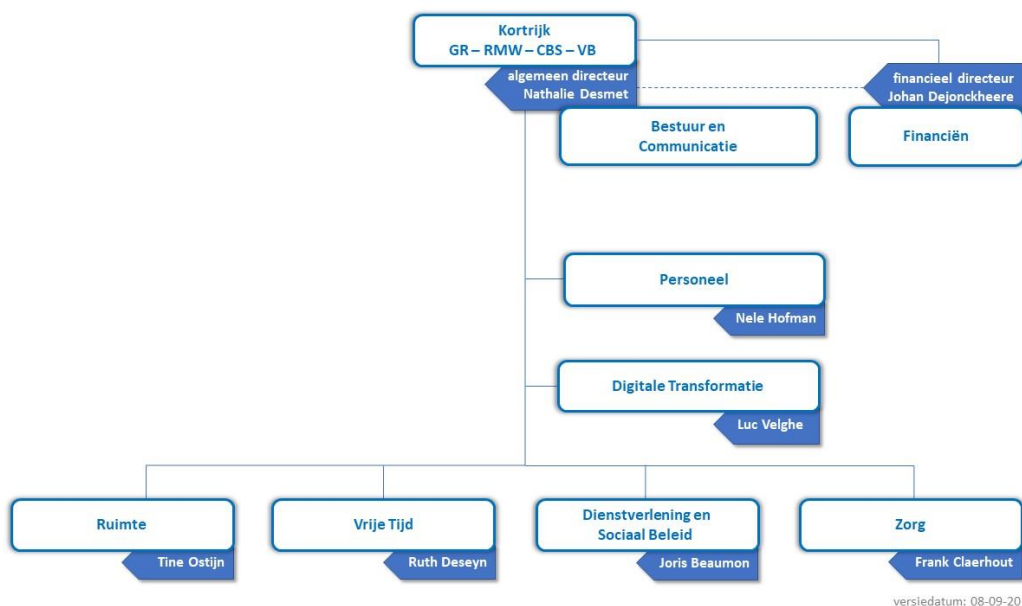 Kortrijk
GR – RMW – CBS – VB
algemeen directeur
Nathalie Desmet
financieel directeur
Johan Dejonckheere
Bestuur en
Communicatie
Financiën
Personeel
Nele Hofman
Digitale Transformatie
Luc Velghe
Ruimte
Tine Ostijn
Vrije Tijd
Ruth Deseyn
Dienstverlening en
Sociaal Beleid
Joris Beaumon
Zorg
Frank Claerhout
versiedatum: 08-09-20